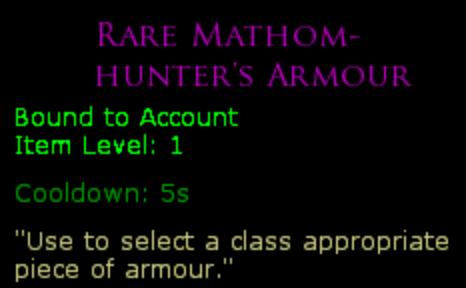 Rare Mathom-
hunter's Armour
Bound to Account
Item Level: 1
Cooldown: 5s
"Use to select a class appropriate
piece of armour."